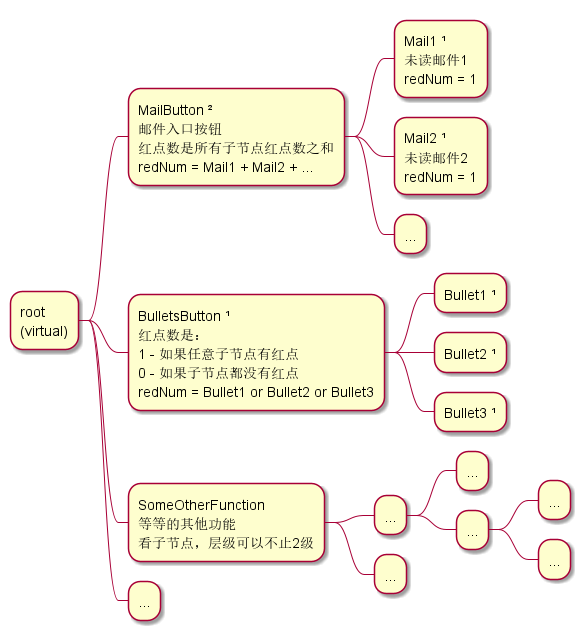 root
(virtual)
MailButton ²
邮件入口按钮
红点数是所有子节点红点数之和
redNum = Mail1 + Mail2 + ...
Mail1 ¹
未读邮件1
redNum = 1
Mail2 ¹
未读邮件2
redNum = 1
...
BulletsButton ¹
红点数是:
1 - 如果任意子节点有红点
0 - 如果子节点都没有红点
redNum = Bullet1 or Bullet2 or Bullet3
Bullet1 ¹
Bullet2 ¹
Bullet3 ¹
SomeOtherFunction
等等的其他功能
看子节点，层级可以不止2级
...
...
...
...
...
...
...